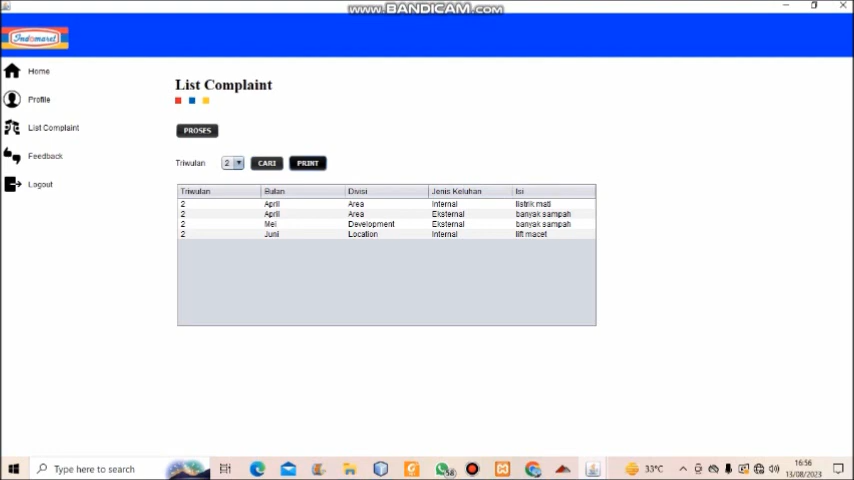 WWW.BANDICAM.COM
Indomaret
Home
Profile
List Complaint
Feedback
Logout
List Complaint
PROSES
Triwulan 2 CARI PRINT
Triwulan Bulan Divisi Jenis Keluhan Isi
2 April Area Internal listrik mati
2 April Area Eksternal banyak sampah
2 Mei Development Eksternal banyak sampah
2 Juni Location Internal lift macet
Type here to search
58
33°C
16:56
13/08/2023